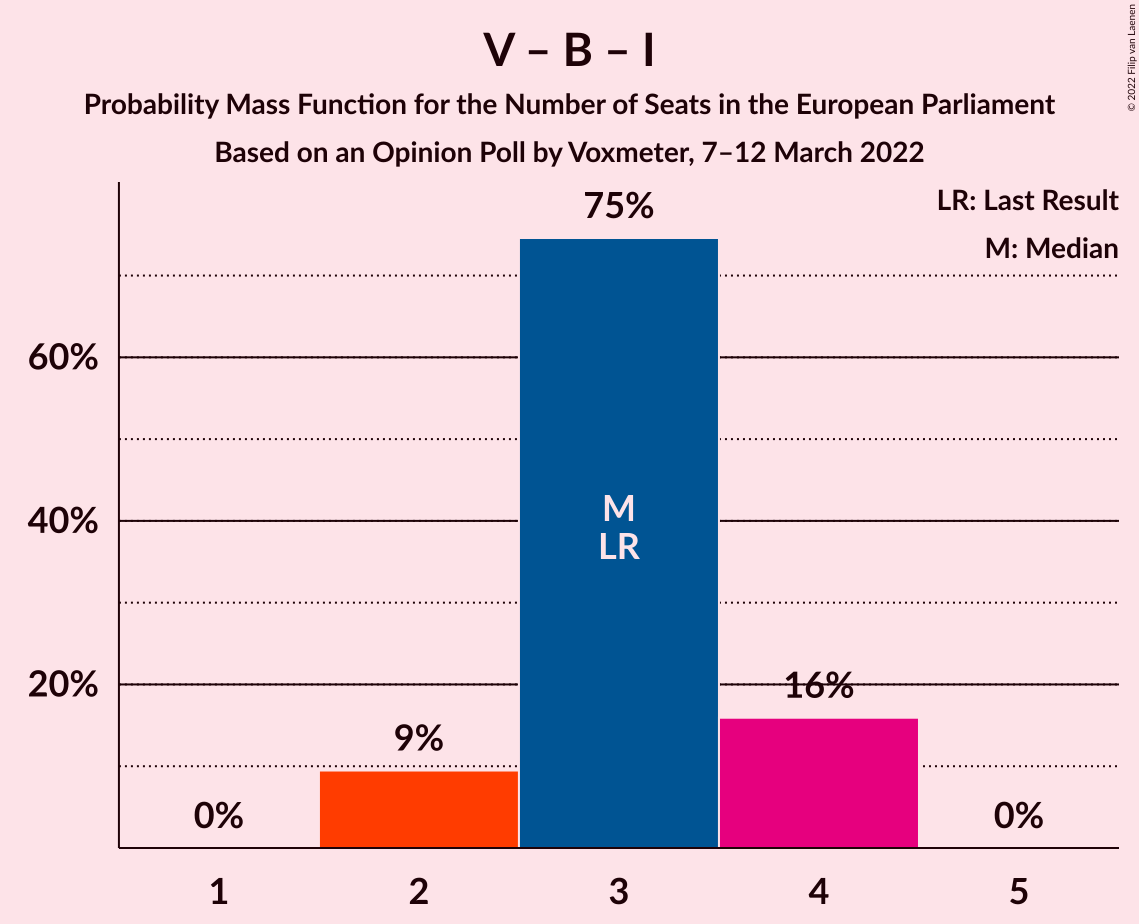 V – B – I
Probability Mass Function for the Number of Seats in the European Parliament
Based on an Opinion Poll by Voxmeter, 7–12 March 2022
© 2022 Filip van Laenen
LR: Last Result
M: Median
75%
60%
40%
20%
M
LR
16%
9%
0%
0%
1
2
3
4
5